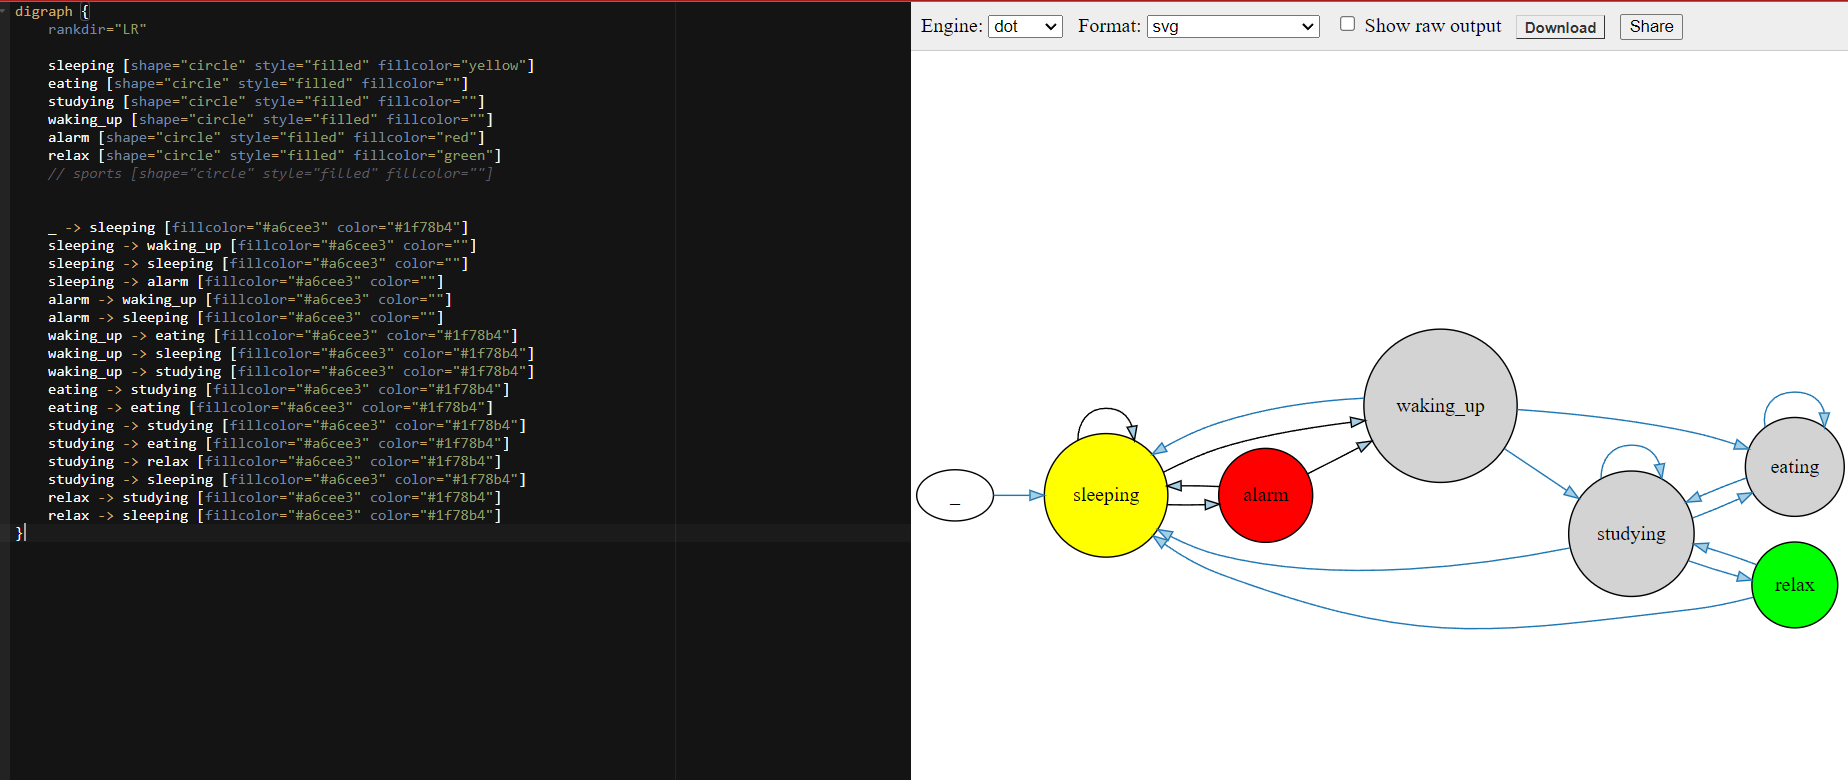 digraph {
    rankdir="LR"

    sleeping [shape="circle" style="filled" fillcolor="yellow"]
    eating [shape="circle" style="filled" fillcolor=""]
    studying [shape="circle" style="filled" fillcolor=""]
    waking_up [shape="circle" style="filled" fillcolor=""]
    alarm [shape="circle" style="filled" fillcolor="red"]
    relax [shape="circle" style="filled" fillcolor="green"]
    // sports [shape="circle" style="filled" fillcolor=""]

    _ -> sleeping [fillcolor="#a6cee3" color="#1f78b4"]
    sleeping -> waking_up [fillcolor="#a6cee3" color=""]
    sleeping -> sleeping [fillcolor="#a6cee3" color=""]
    sleeping -> alarm [fillcolor="#a6cee3" color=""]
    alarm -> waking_up [fillcolor="#a6cee3" color=""]
    alarm -> sleeping [fillcolor="#a6cee3" color=""]
    waking_up -> eating [fillcolor="#a6cee3" color="#1f78b4"]
    waking_up -> sleeping [fillcolor="#a6cee3" color="#1f78b4"]
    waking_up -> studying [fillcolor="#a6cee3" color="#1f78b4"]
    eating -> studying [fillcolor="#a6cee3" color="#1f78b4"]
    eating -> eating [fillcolor="#a6cee3" color="#1f78b4"]
    studying -> studying [fillcolor="#a6cee3" color="#1f78b4"]
    studying -> eating [fillcolor="#a6cee3" color="#1f78b4"]
    studying -> relax [fillcolor="#a6cee3" color="#1f78b4"]
    studying -> sleeping [fillcolor="#a6cee3" color="#1f78b4"]
    relax -> studying [fillcolor="#a6cee3" color="#1f78b4"]
    relax -> sleeping [fillcolor="#a6cee3" color="#1f78b4"]
}
Engine: dot Format: svg Show raw output Download Share
waking_up
eating
_
sleeping
alarm
studying
relax